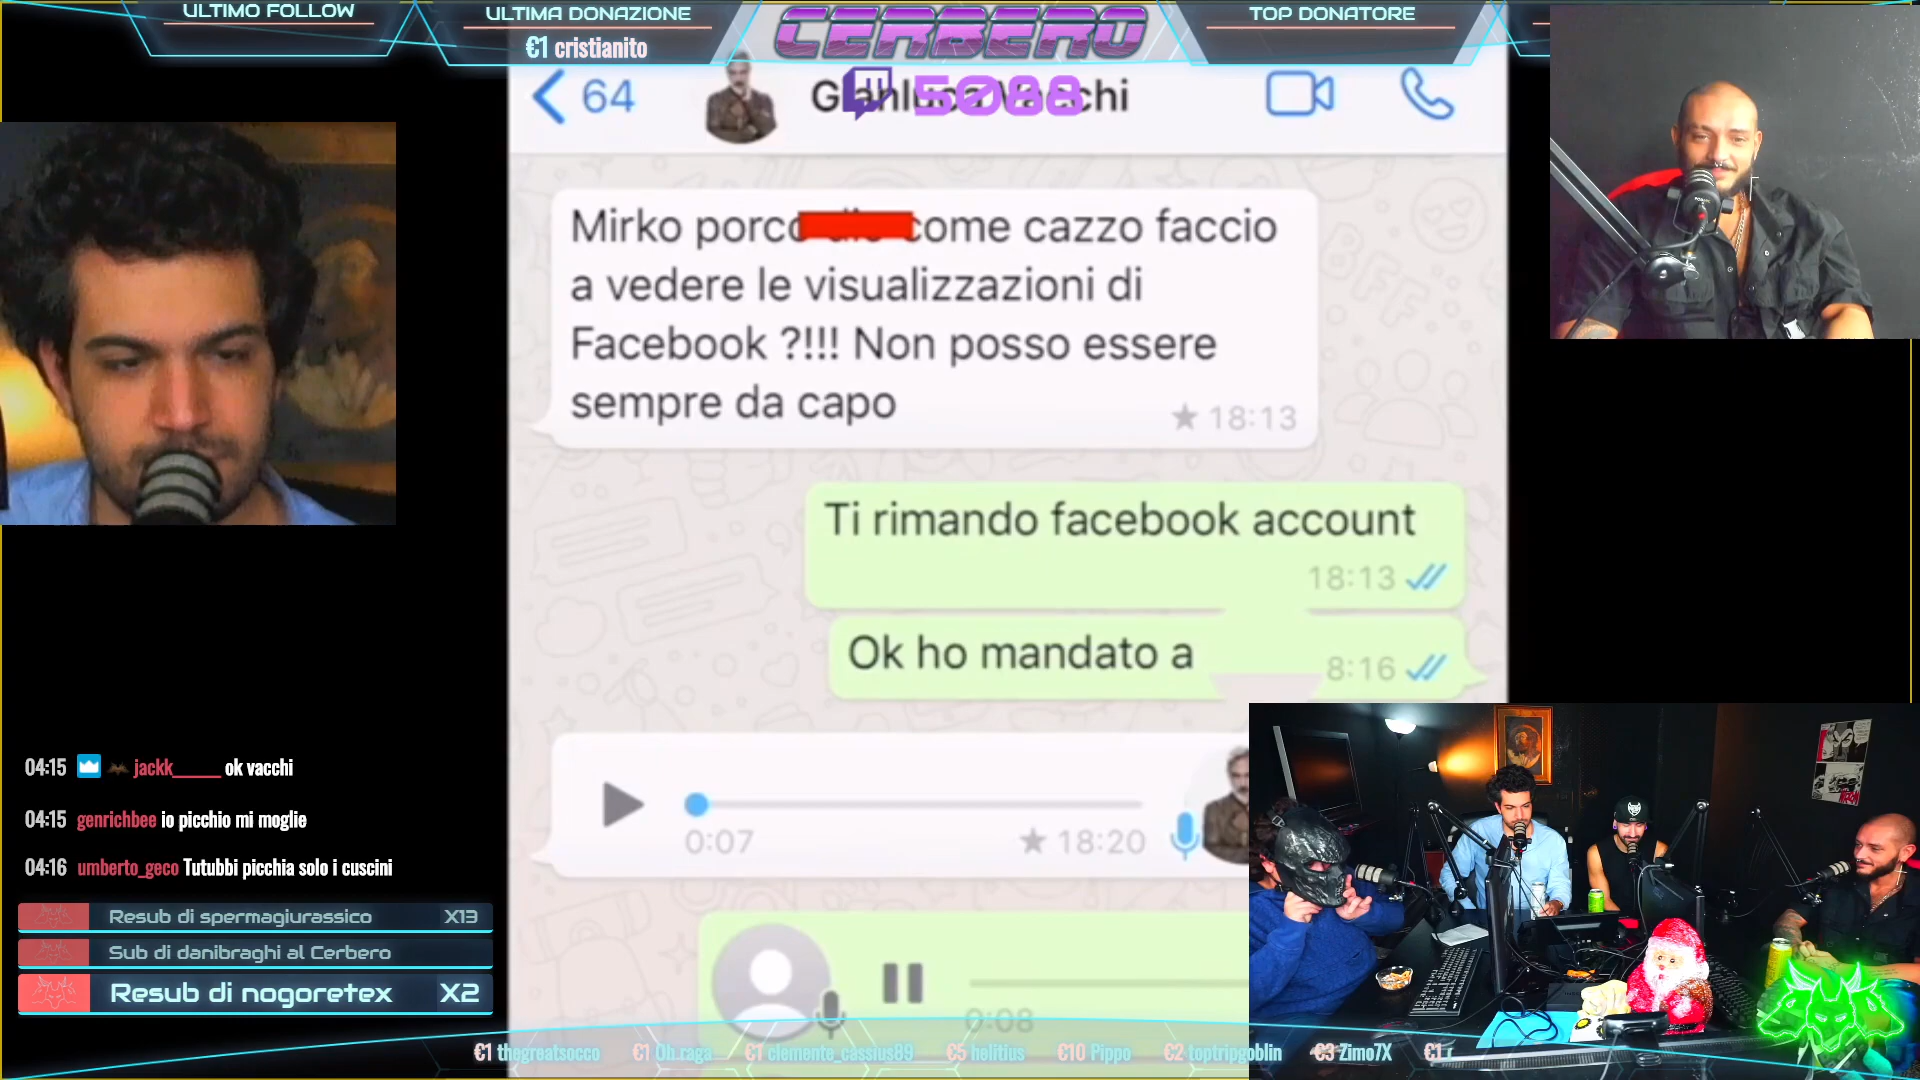 ULTIMO FOLLOW
ULTIMA DONAZIONE
€1 cristianito
CERBERO
TOP DONATORE
64
Gianluca Vacchi
5088
Mirko porco come cazzo faccio
a vedere le visualizzazioni di
Facebook ?!!! Non posso essere
sempre da capo
18:13
Ti rimando facebook account
18:13
Ok ho mandato a
8:16
0:07
18:20
0:08
04:15 jackk_____ ok vacchi
04:15 genrichbee io picchio mi moglie
04:16 umberto_geco Tutubbi picchia solo i cuscini
Resub di spermagiurassico X13
Sub di danibraghi al Cerbero
Resub di nogoretex X2
€1 thegreatsocco €1 Oh.raga €1 clemente_cassius89 €5 helitius €10 Pippo €2 toptripgoblin €3 Zimo7X €1